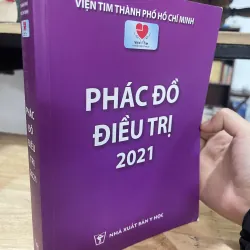 VIỆN TIM THÀNH PHỐ HỒ CHÍ MINH
PHÁC ĐỒ
ĐIỀU TRỊ
2021
NHÀ XUẤT BẢN Y HỌC
PHÁC
ĐỒ
ĐIỀU
TRỊ
2021